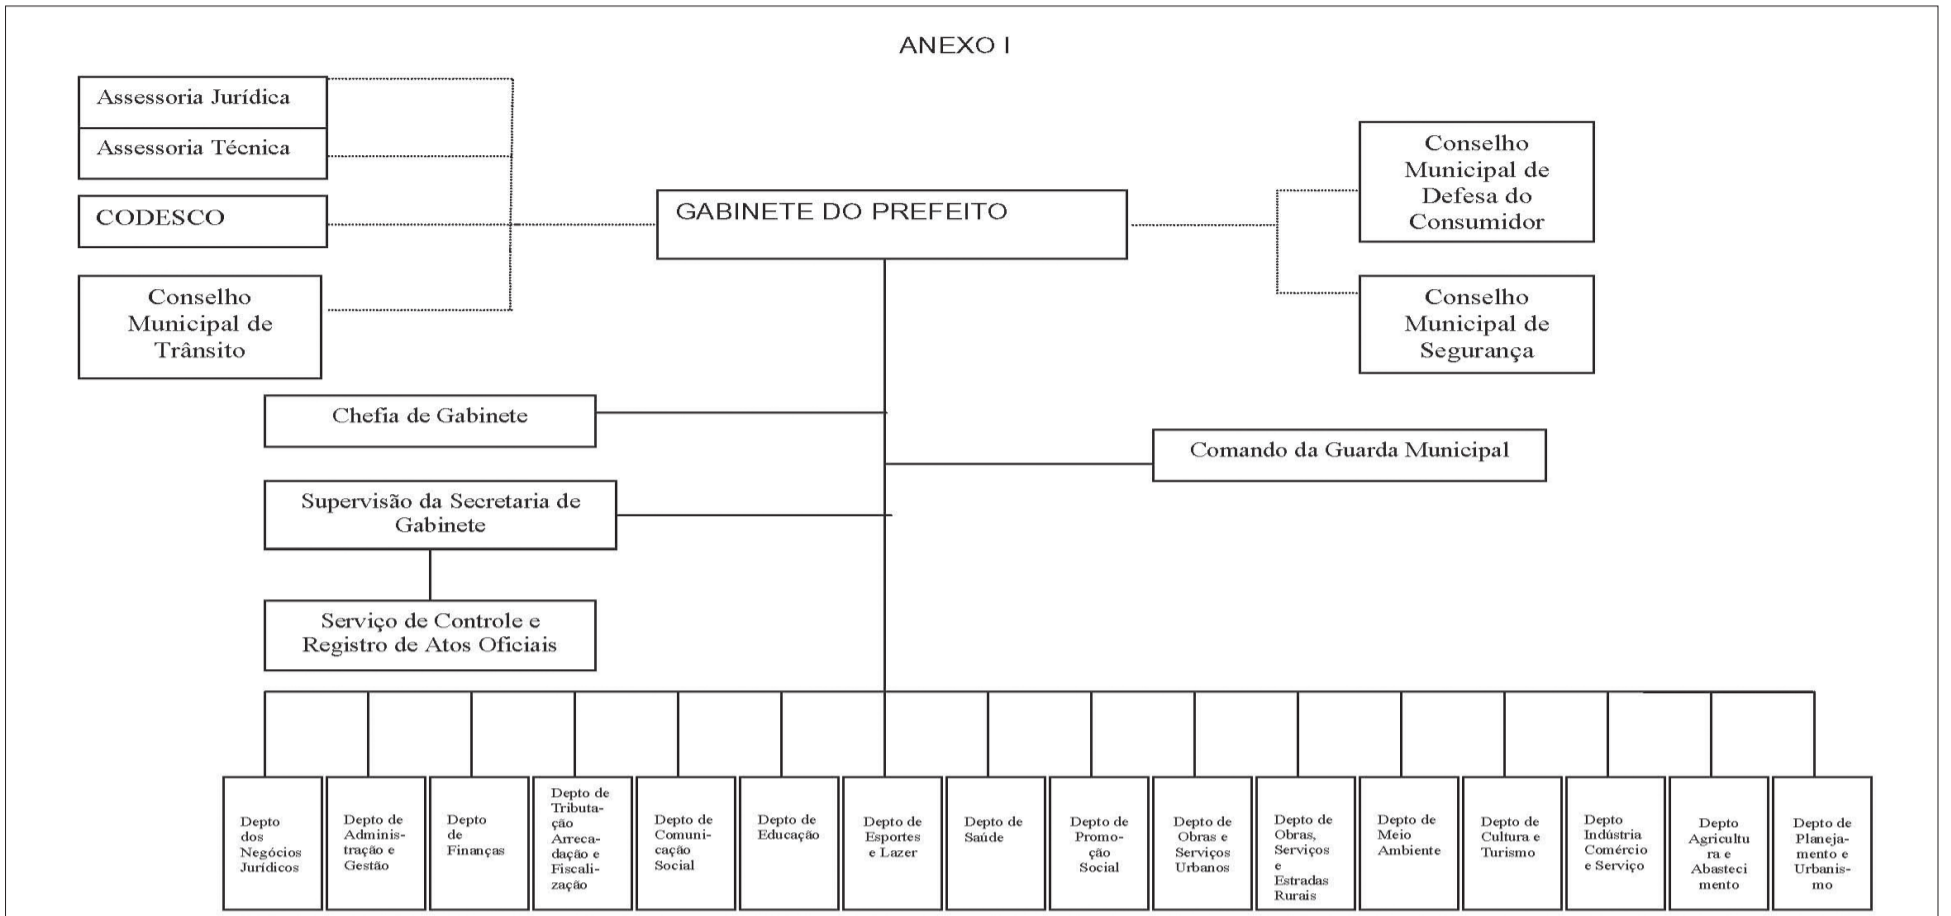 ANEXO I
Assessoria Jurídica
Assessoria Técnica
CODESCO
Conselho
Municipal de
Trânsito
GABINETE DO PREFEITO
Conselho
Municipal de
Defesa do
Consumidor
Conselho
Municipal de
Segurança
Chefia de Gabinete
Comando da Guarda Municipal
Supervisão da Secretaria de
Gabinete
Serviço de Controle e
Registro de Atos Oficiais
Depto
dos
Negócios
Jurídicos
Depto de
Adminis-
tração e
Gestão
Depto
de
Finanças
Depto de
Tributa-
ção
Arreca-
dação e
Fiscali-
zação
Depto de
Comuni-
cação
Social
Depto de
Educação
Depto de
Esportes
e Lazer
Depto de
Saúde
Depto de
Promo-
ção
Social
Depto de
Obras e
Serviços
Urbanos
Depto de
Obras,
Serviços
e
Estradas
Rurais
Depto de
Meio
Ambiente
Depto de
Cultura e
Turismo
Depto
Indústria
Comércio
e Serviço
Depto
Agricultu
ra e
Abasteci
mento
Depto de
Planeja-
mento e
Urbanis-
mo